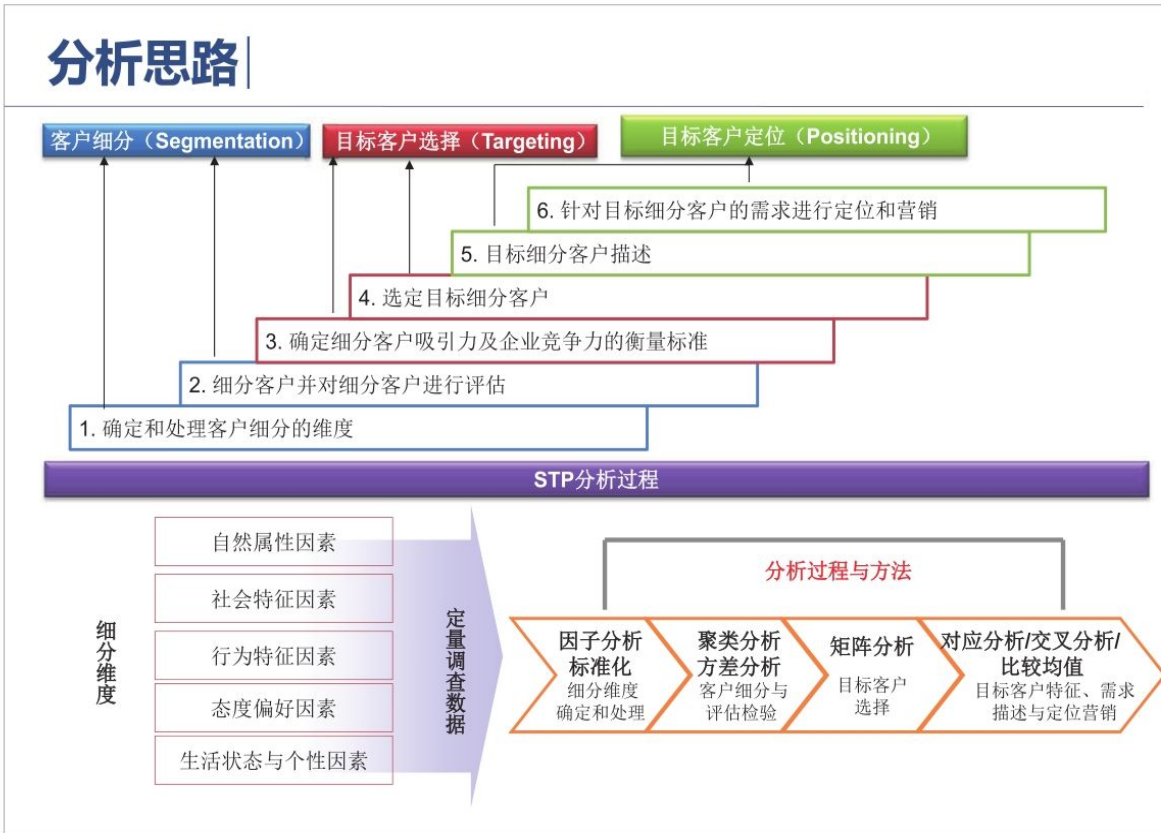 分析思路
客户细分（Segmentation）
目标客户选择（Targeting）
目标客户定位（Positioning）
6. 针对目标细分客户的需求进行定位和营销
5. 目标细分客户描述
4. 选定目标细分客户
3. 确定细分客户吸引力及企业竞争力的衡量标准
2. 细分客户并对细分客户进行评估
1. 确定和处理客户细分的维度
STP分析过程
细分维度
自然属性因素
社会特征因素
行为特征因素
态度偏好因素
生活状态与个性因素
定量调查数据
分析过程与方法
因子分析
标准化
细分维度
确定和处理
聚类分析
方差分析
客户细分与
评估检验
矩阵分析
目标客户
选择
对应分析/交叉分析/
比较均值
目标客户特征、需求
描述与定位营销